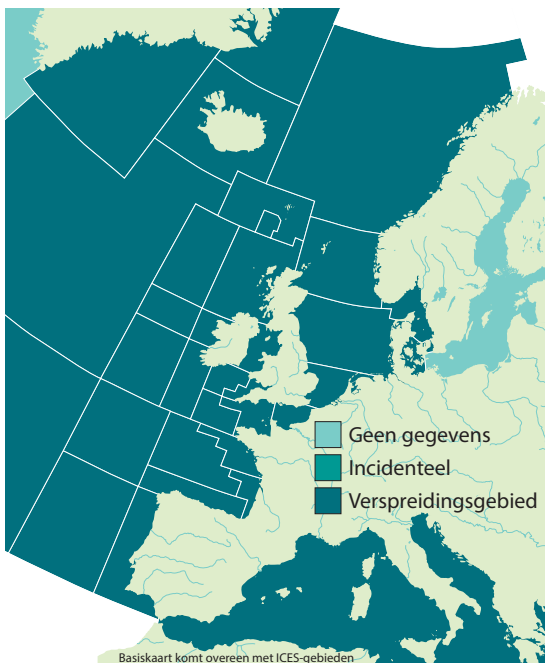 Geen gegevens
Incidenteel
Verspreidingsgebied
Basiskaart komt overeen met ICES-gebieden